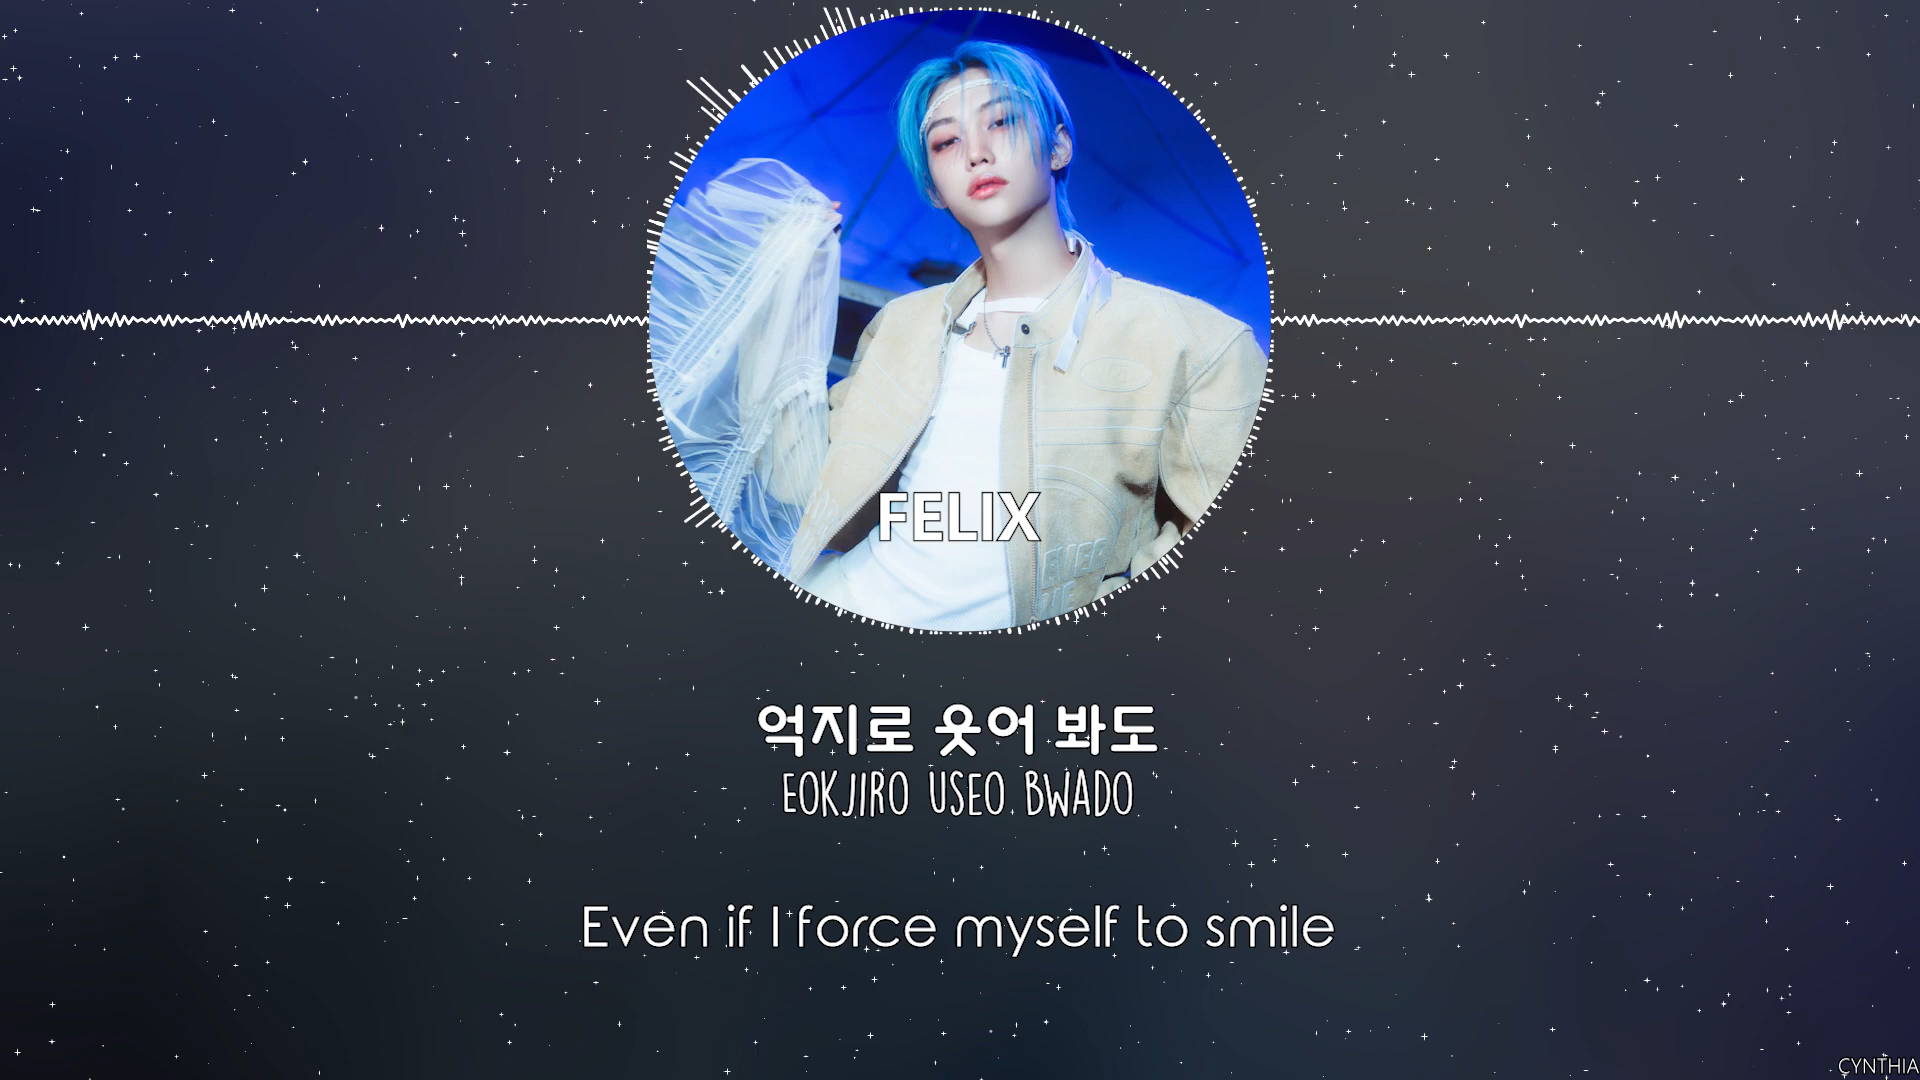 FELIX
억지로 웃어 봐도
EOKJIRO USEO BWADO
Even if I force myself to smile
CYNTHIA